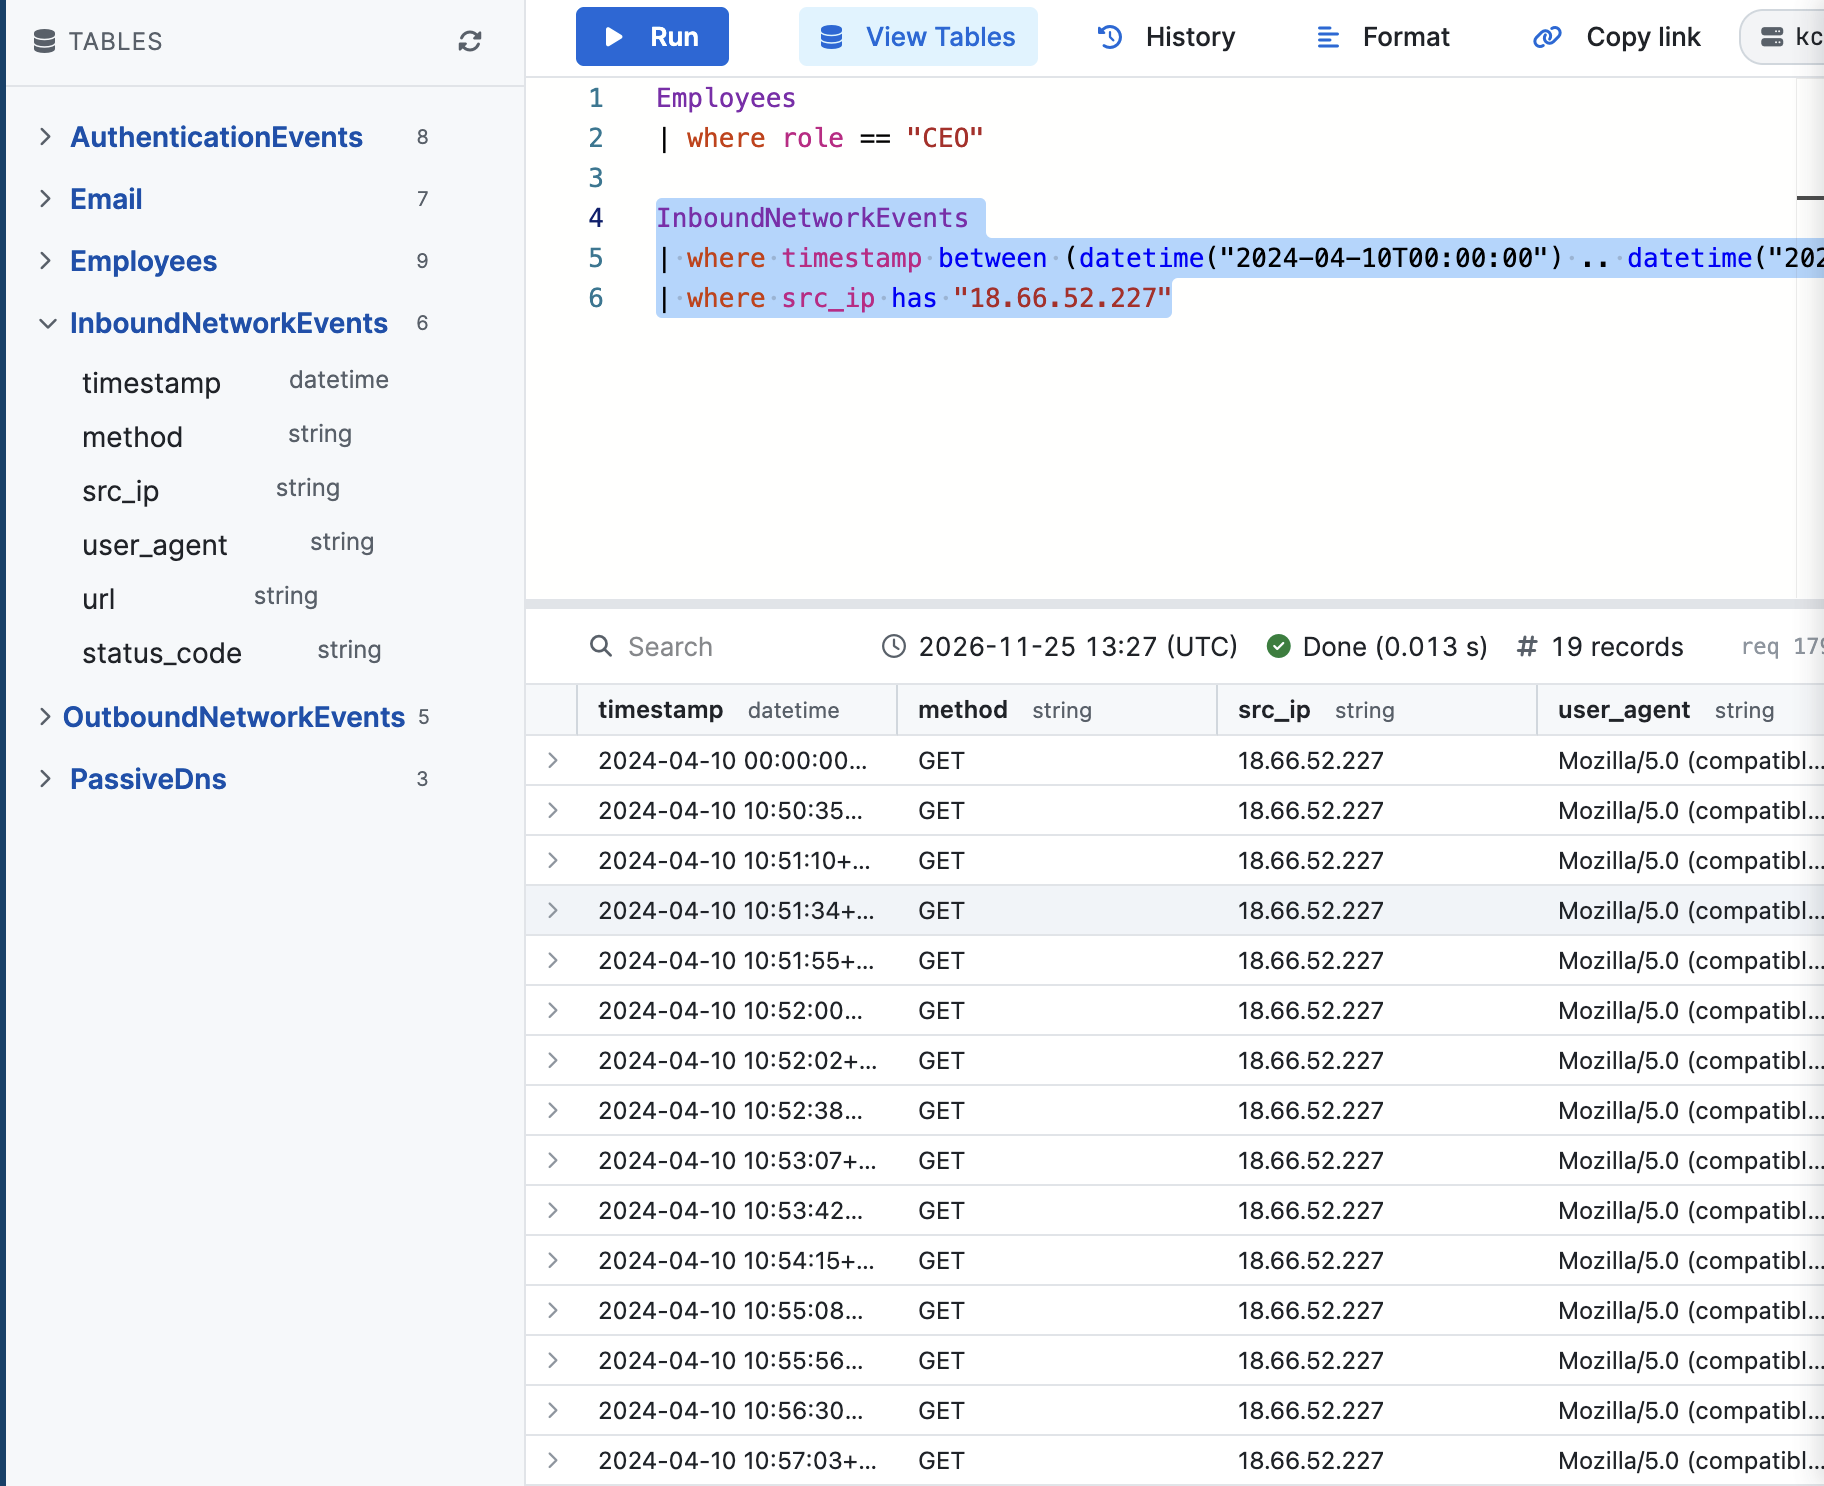 TABLES
AuthenticationEvents 8
Email 7
Employees 9
InboundNetworkEvents 6
timestamp datetime
method string
src_ip string
user_agent string
url string
status_code string
OutboundNetworkEvents 5
PassiveDns 3
Run View Tables History Format Copy link kc
1 Employees
2 | where role == "CEO"
3
4 InboundNetworkEvents
5 | where timestamp between (datetime("2024-04-10T00:00:00") .. datetime("202
6 | where src_ip has "18.66.52.227"
Search 2026-11-25 13:27 (UTC) Done (0.013 s) # 19 records req 179
timestamp datetime method string src_ip string user_agent string
2024-04-10 00:00:00... GET 18.66.52.227 Mozilla/5.0 (compatibl...
2024-04-10 10:50:35... GET 18.66.52.227 Mozilla/5.0 (compatibl...
2024-04-10 10:51:10+... GET 18.66.52.227 Mozilla/5.0 (compatibl...
2024-04-10 10:51:34+... GET 18.66.52.227 Mozilla/5.0 (compatibl...
2024-04-10 10:51:55+... GET 18.66.52.227 Mozilla/5.0 (compatibl...
2024-04-10 10:52:00... GET 18.66.52.227 Mozilla/5.0 (compatibl...
2024-04-10 10:52:02+... GET 18.66.52.227 Mozilla/5.0 (compatibl...
2024-04-10 10:52:38... GET 18.66.52.227 Mozilla/5.0 (compatibl...
2024-04-10 10:53:07+... GET 18.66.52.227 Mozilla/5.0 (compatibl...
2024-04-10 10:53:42... GET 18.66.52.227 Mozilla/5.0 (compatibl...
2024-04-10 10:54:15+... GET 18.66.52.227 Mozilla/5.0 (compatibl...
2024-04-10 10:55:08... GET 18.66.52.227 Mozilla/5.0 (compatibl...
2024-04-10 10:55:56... GET 18.66.52.227 Mozilla/5.0 (compatibl...
2024-04-10 10:56:30... GET 18.66.52.227 Mozilla/5.0 (compatibl...
2024-04-10 10:57:03+... GET 18.66.52.227 Mozilla/5.0 (compatibl...